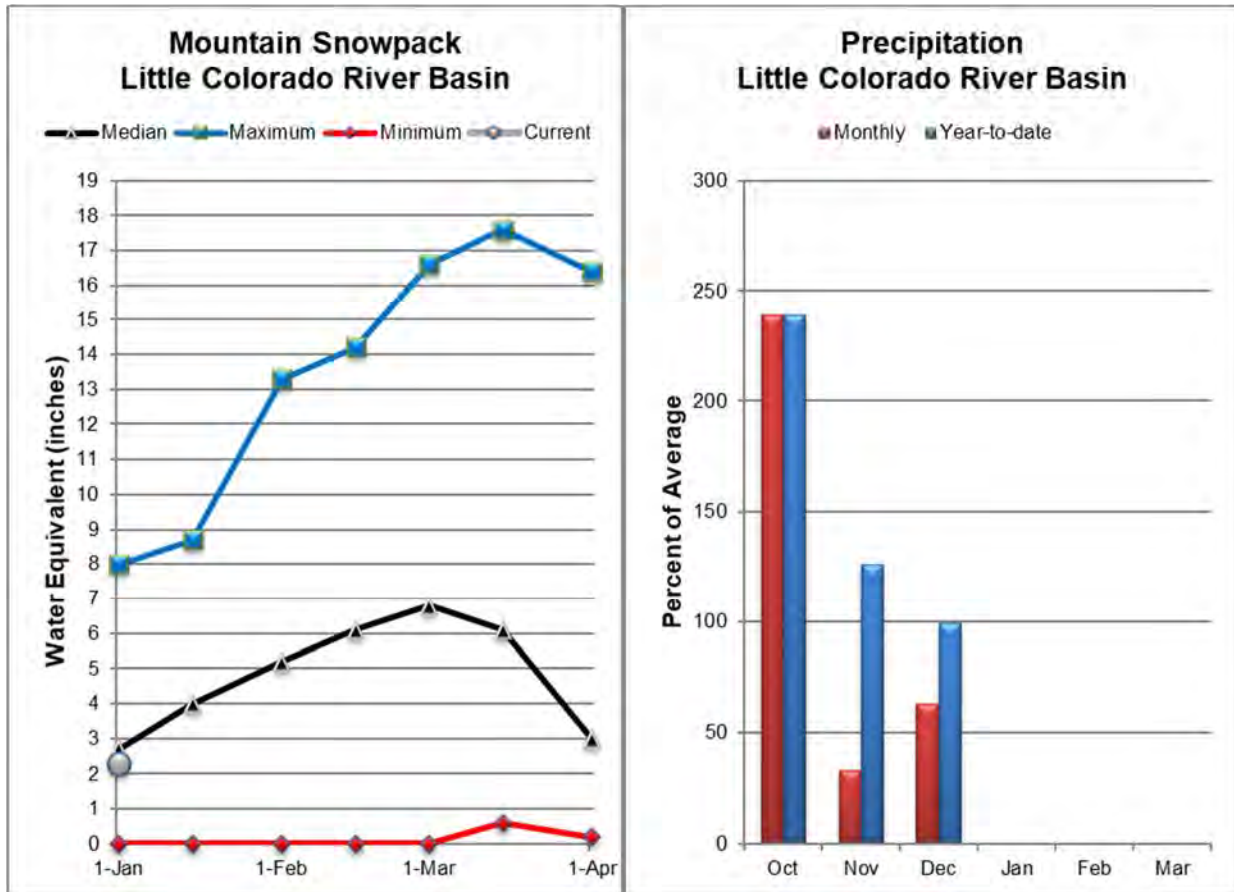 Mountain Snowpack
Little Colorado River Basin
Median Maximum Minimum Current
19
18
17
16
15
14
13
12
11
10
9
8
7
6
5
4
3
2
1
0
Water Equivalent (inches)
1-Jan 1-Feb 1-Mar 1-Apr
Precipitation
Little Colorado River Basin
Monthly Year-to-date
300
250
200
150
100
50
0
Percent of Average
Oct Nov Dec Jan Feb Mar